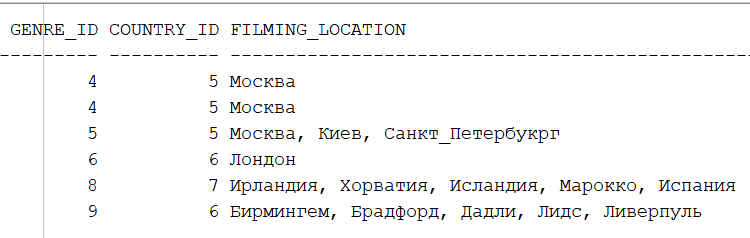 GENRE_ID COUNTRY_ID FILMING_LOCATION
-------- ---------- --------------------------------------------
4 5 Москва
4 5 Москва
5 5 Москва, Киев, Санкт_Петербукрг
6 6 Лондон
8 7 Ирландия, Хорватия, Исландия, Марокко, Испания
9 6 Бирмингем, Брадфорд, Дадли, Лидс, Ливерпуль